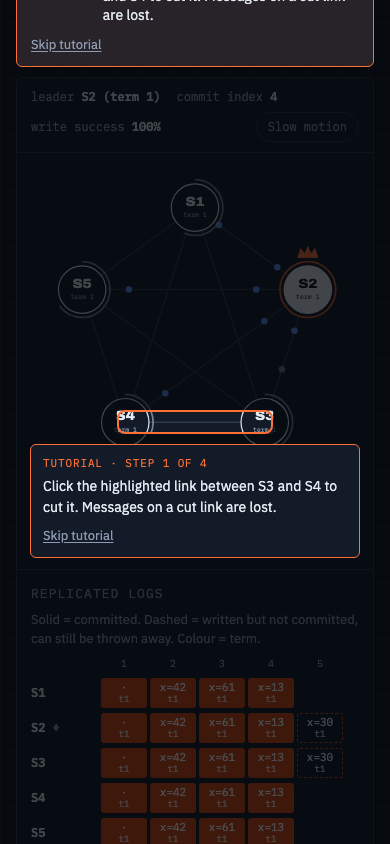 are lost.
Skip tutorial
leader S2 (term 1) commit index 4
write success 100% Slow motion
S1
term 1
S5
term 1
S2
term 1
S4
term 1
S3
term 1
TUTORIAL · STEP 1 OF 4
Click the highlighted link between S3 and S4 to
cut it. Messages on a cut link are lost.
Skip tutorial
REPLICATED LOGS
Solid = committed. Dashed = written but not committed,
can still be thrown away. Colour = term.
1 2 3 4 5
S1 · x=42 x=61 x=13
t1 t1 t1 t1
S2 ♦ · x=42 x=61 x=13 x=30
t1 t1 t1 t1 t1
S3 · x=42 x=61 x=13 x=30
t1 t1 t1 t1 t1
S4 · x=42 x=61 x=13
t1 t1 t1 t1
S5 · x=42 x=61 x=13
t1 t1 t1 t1